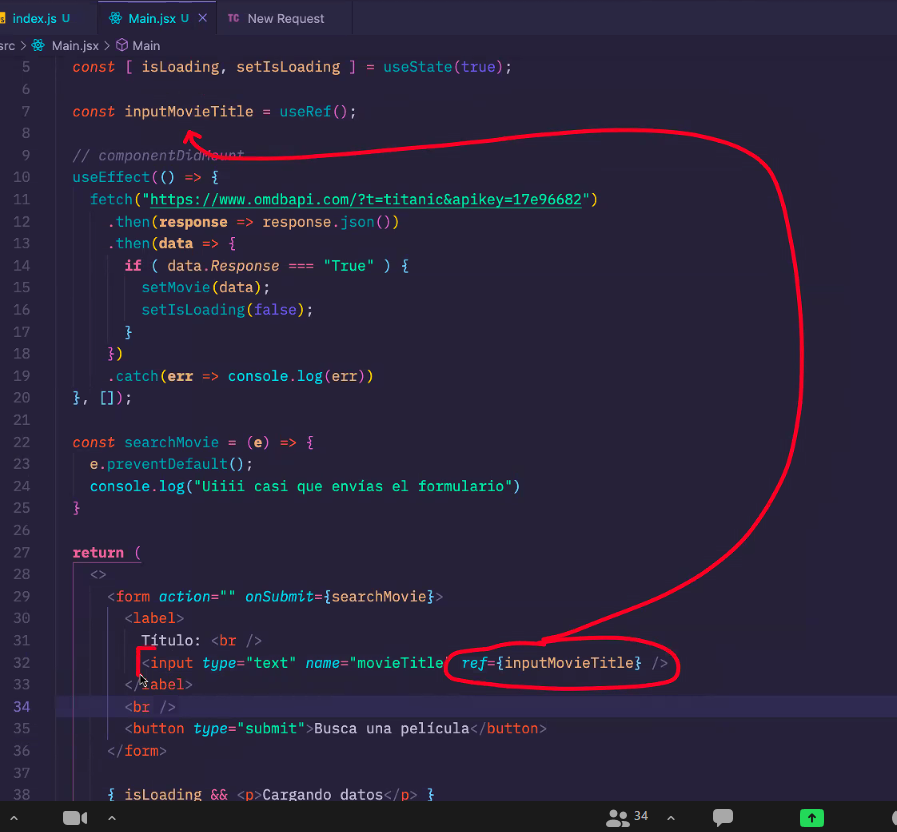 index.js U
Main.jsx U
TC New Request
src > Main.jsx > Main
5 const [ isLoading, setIsLoading ] = useState(true);
6
7 const inputMovieTitle = useRef();
8
9 // componentDidMount
10 useEffect(() => {
11 fetch("https://www.omdbapi.com/?t=titanic&apikey=17e96682")
12 .then(response => response.json())
13 .then(data => {
14 if ( data.Response === "True" ) {
15 setMovie(data);
16 setIsLoading(false);
17 }
18 })
19 .catch(err => console.log(err))
20 }, []);
21
22 const searchMovie = (e) => {
23 e.preventDefault();
24 console.log("Uiiii casi que envías el formulario")
25 }
26
27 return (
28 <>
29 <form action="" onSubmit={searchMovie}>
30 <label>
31 Título: <br />
32 <input type="text" name="movieTitle" ref={inputMovieTitle} />
33 </label>
34 <br />
35 <button type="submit">Busca una película</button>
36 </form>
37
38 { isLoading && <p>Cargando datos</p> }
34